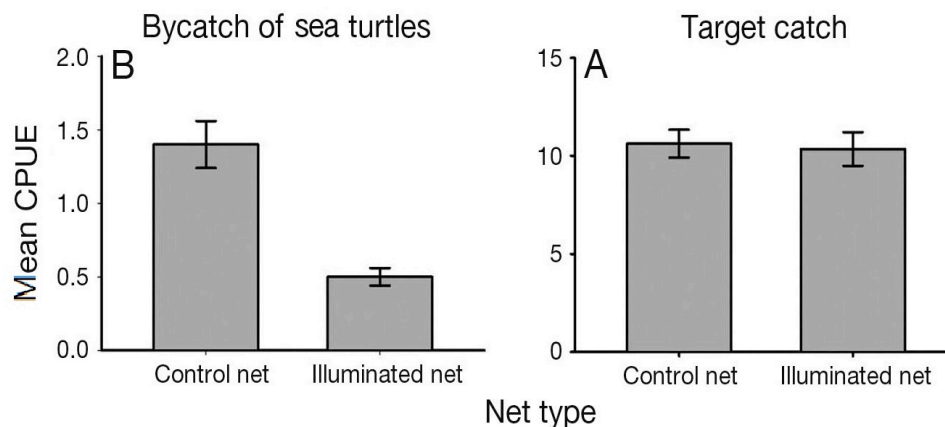 Bycatch of sea turtles
Target catch
B
A
Mean CPUE
2.0
1.5
1.0
0.5
0.0
15
10
5
0
Control net
Illuminated net
Control net
Illuminated net
Net type